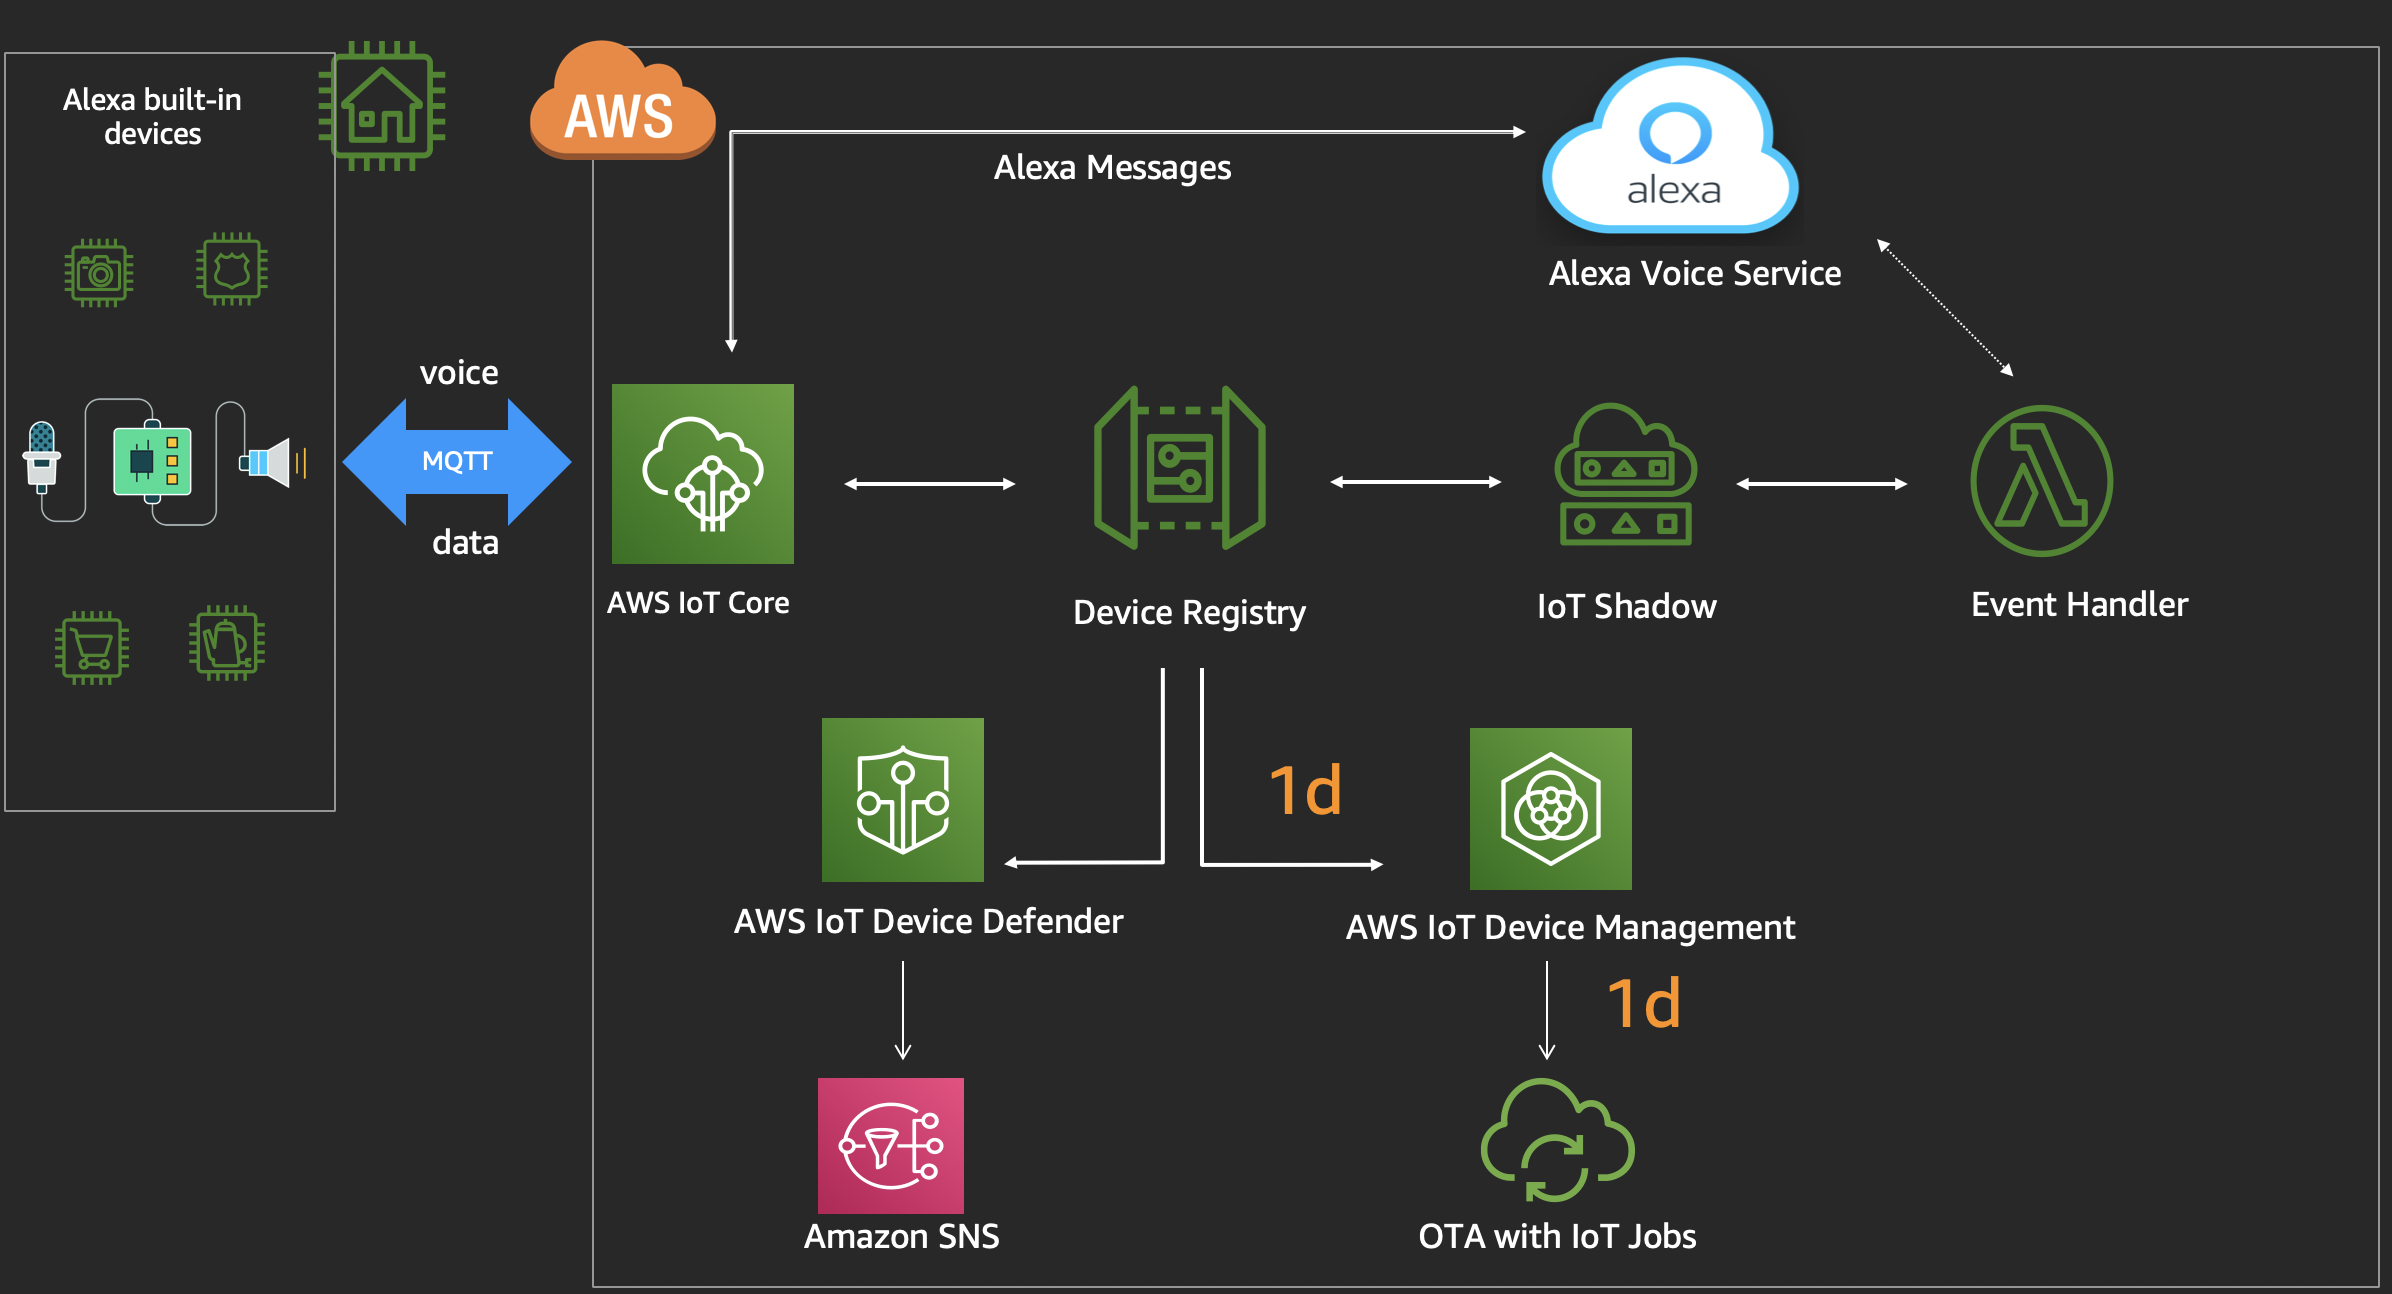 Alexa built-in
devices
AWS
Alexa Messages
alexa
Alexa Voice Service
voice
MQTT
data
AWS IoT Core
Device Registry
IoT Shadow
Event Handler
1d
AWS IoT Device Defender
AWS IoT Device Management
1d
Amazon SNS
OTA with IoT Jobs